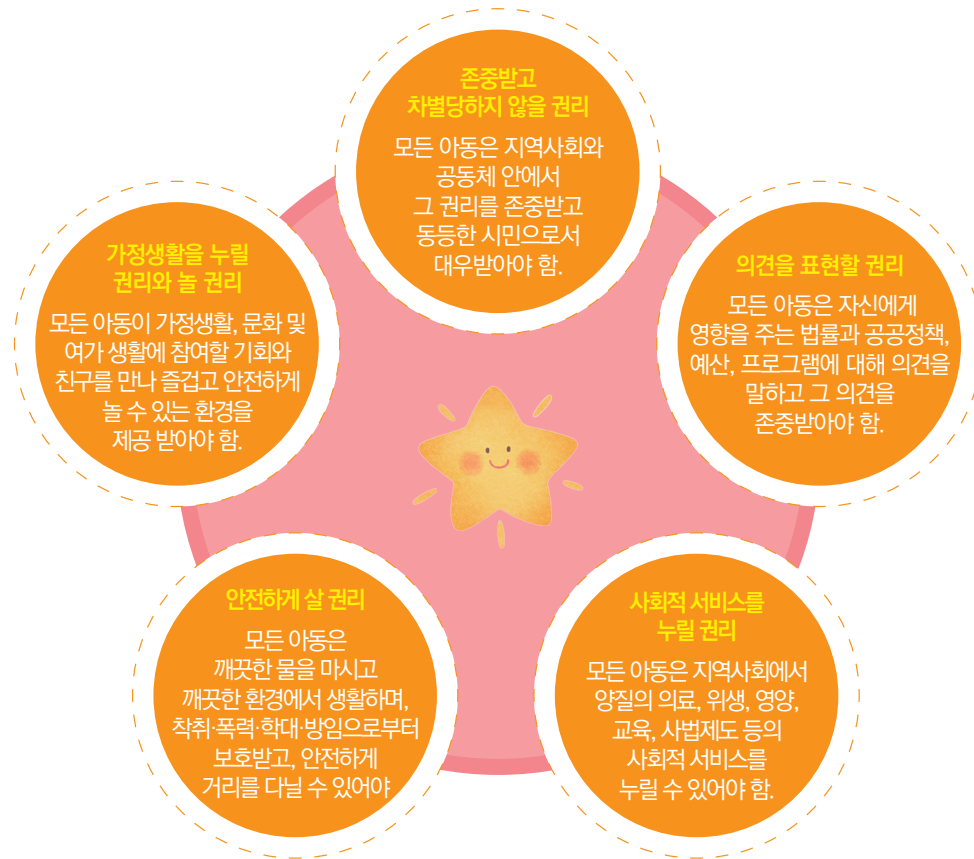 존중받고
차별당하지 않을 권리
모든 아동은 지역사회와
공동체 안에서
그 권리를 존중받고
동등한 시민으로서
대우받아야 함.
의견을 표현할 권리
모든 아동은 자신에게
영향을 주는 법률과 공공정책,
예산, 프로그램에 대해 의견을
말하고 그 의견을
존중받아야 함.
사회적 서비스를
누릴 권리
모든 아동은 지역사회에서
양질의 의료, 위생, 영양,
교육, 사법제도 등의
사회적 서비스를
누릴 수 있어야 함.
안전하게 살 권리
모든 아동은
깨끗한 물을 마시고
깨끗한 환경에서 생활하며,
착취·폭력·학대·방임으로부터
보호받고, 안전하게
거리를 다닐 수 있어야
가정생활을 누릴
권리와 놀 권리
모든 아동이 가정생활, 문화 및
여가 생활에 참여할 기회와
친구를 만나 즐겁고 안전하게
놀 수 있는 환경을
제공 받아야 함.